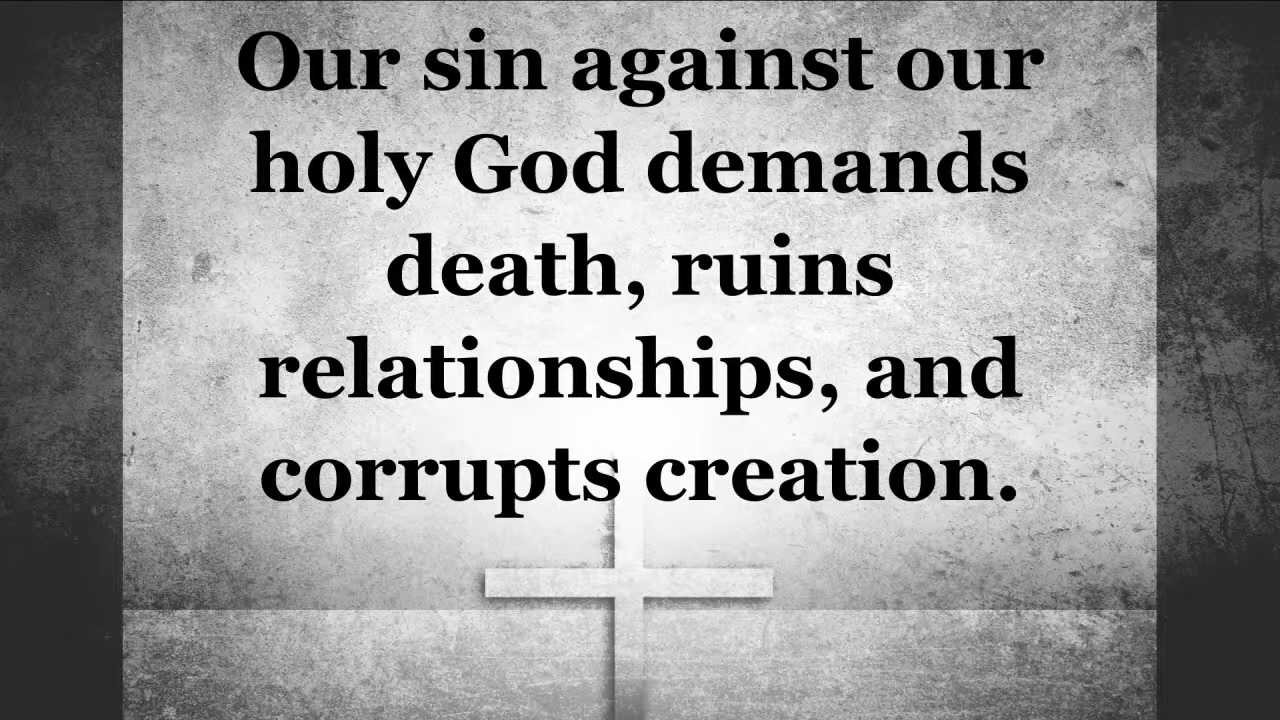 Our sin against our
holy God demands
death, ruins
relationships, and
corrupts creation.